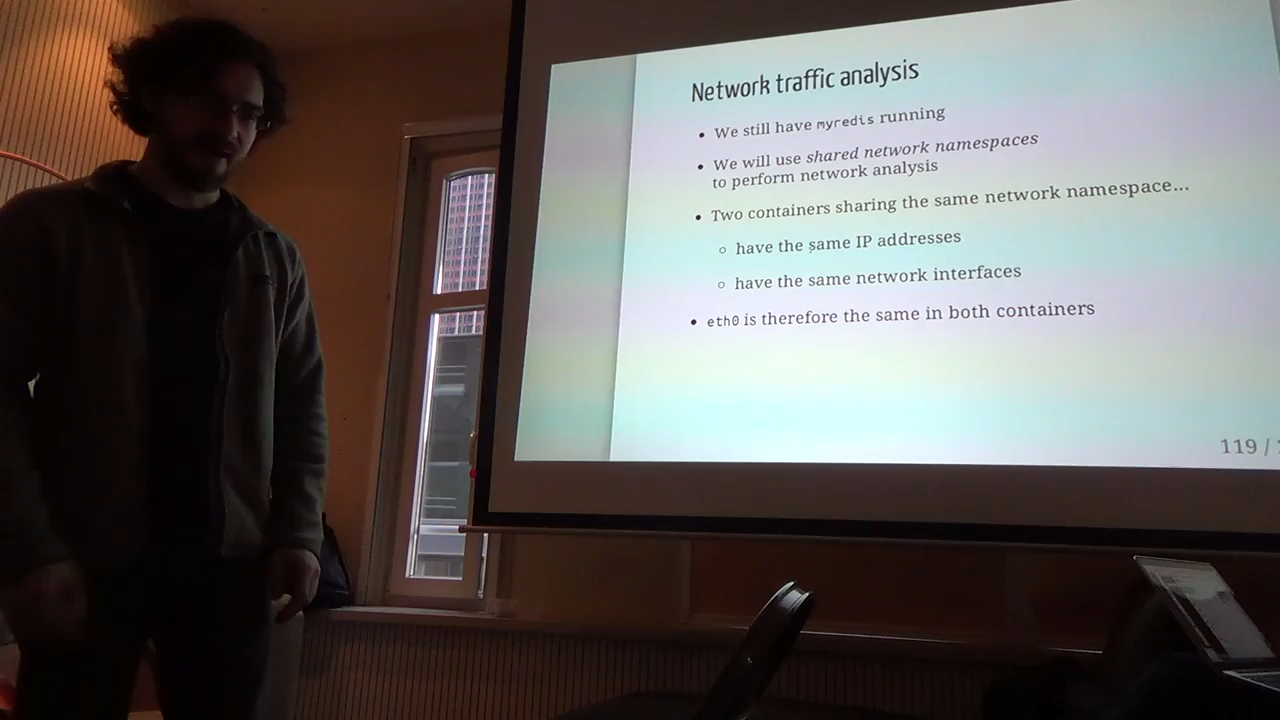 Network traffic analysis
• We still have myredis running
• We will use shared network namespaces
to perform network analysis
• Two containers sharing the same network namespace...
○ have the same IP addresses
○ have the same network interfaces
• eth0 is therefore the same in both containers
119 /